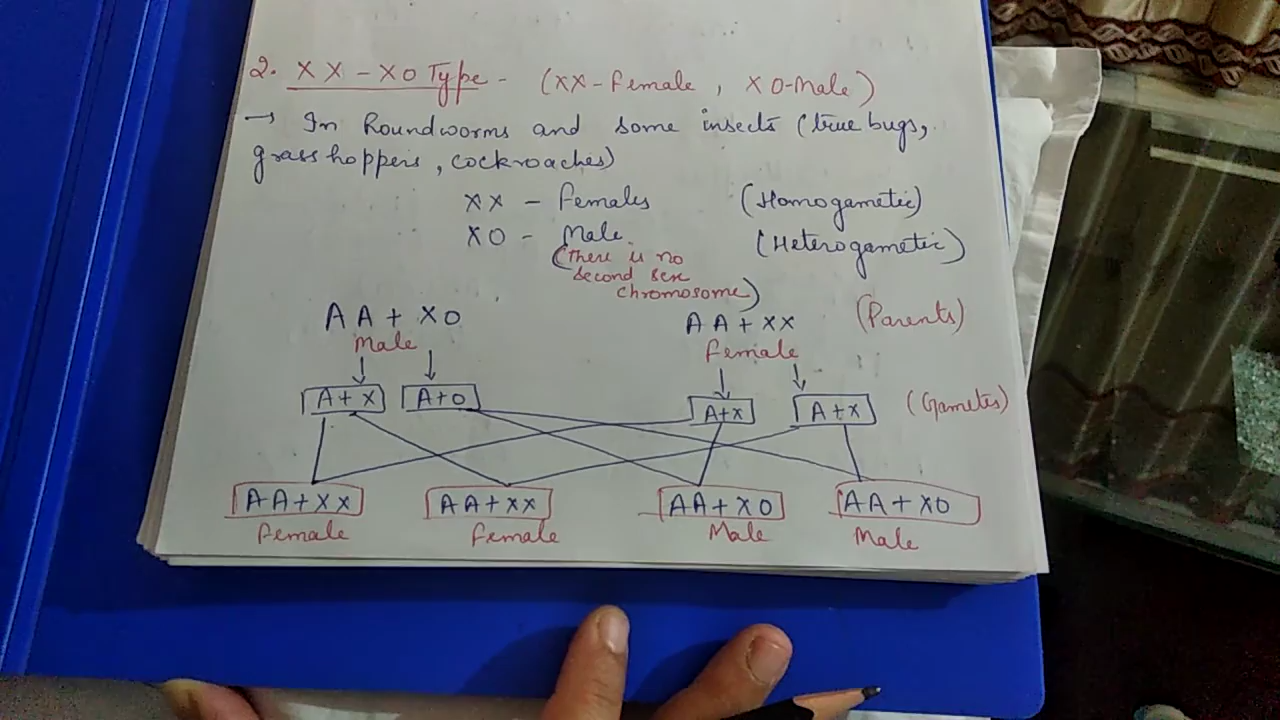 2. XX - XO Type - (XX - Female, XO - Male)
→ In Roundworms and some insects (true bugs,
grasshoppers, cockroaches)
XX - Females (Homogametic)
XO - Male (Heterogametic)
(There is no
second sex
chromosome)
AA + XO AA + XX (Parents)
Male Female
A + X A + O A + X A + X (Gametes)
AA + XX AA + XX AA + XO AA + XO
Female Female Male Male